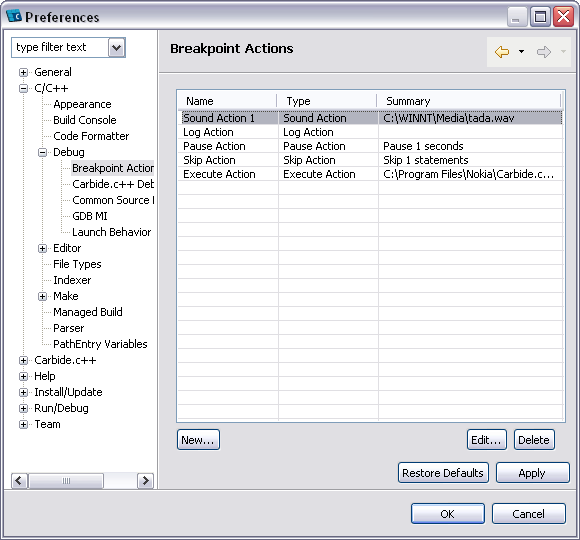 Preferences
type filter text
General
C/C++
Appearance
Build Console
Code Formatter
Debug
Breakpoint Action
Carbide.c++ Deb
Common Source
GDB MI
Launch Behavior
Editor
File Types
Indexer
Make
Managed Build
Parser
PathEntry Variables
Carbide.c++
Help
Install/Update
Run/Debug
Team
Breakpoint Actions
Name Type Summary
Sound Action 1 Sound Action C:\WINNT\Media\tada.wav
Log Action Log Action
Pause Action Pause Action Pause 1 seconds
Skip Action Skip Action Skip 1 statements
Execute Action Execute Action C:\Program Files\Nokia\Carbide.c...
New... Edit... Delete
Restore Defaults Apply
OK Cancel